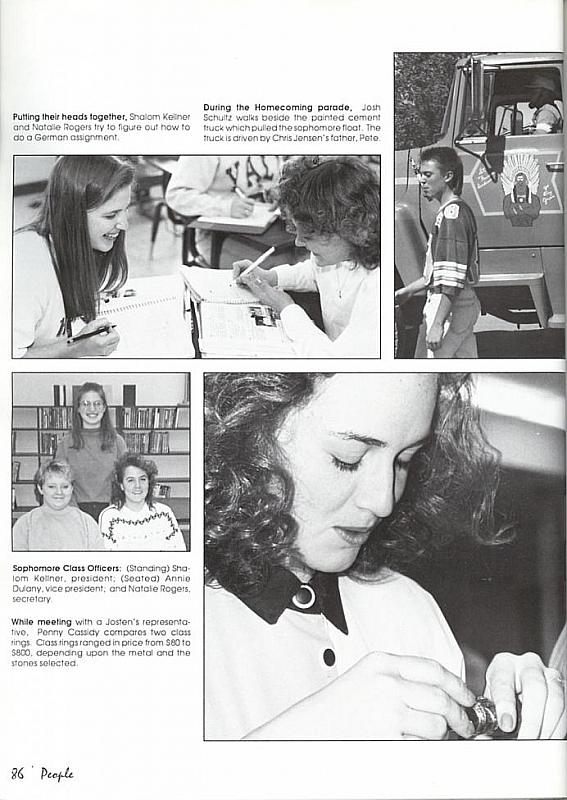 Putting their heads together, Shalom Kellner
and Natalie Rogers try to figure out how to
do a German assignment.
During the Homecoming parade, Josh
Schultz walks beside the painted cement
truck which pulled the sophomore float. The
truck is driven by Chris Jensen's father, Pete.
Sophomore Class Officers: (Standing) Sha-
lom Kellner, president; (Seated) Annie
Dulany, vice president; and Natalie Rogers,
secretary.
While meeting with a Josten's representa-
tive, Penny Cassidy compares two class
rings. Class rings ranged in price from $80 to
$800, depending upon the metal and the
stones selected.
86 People